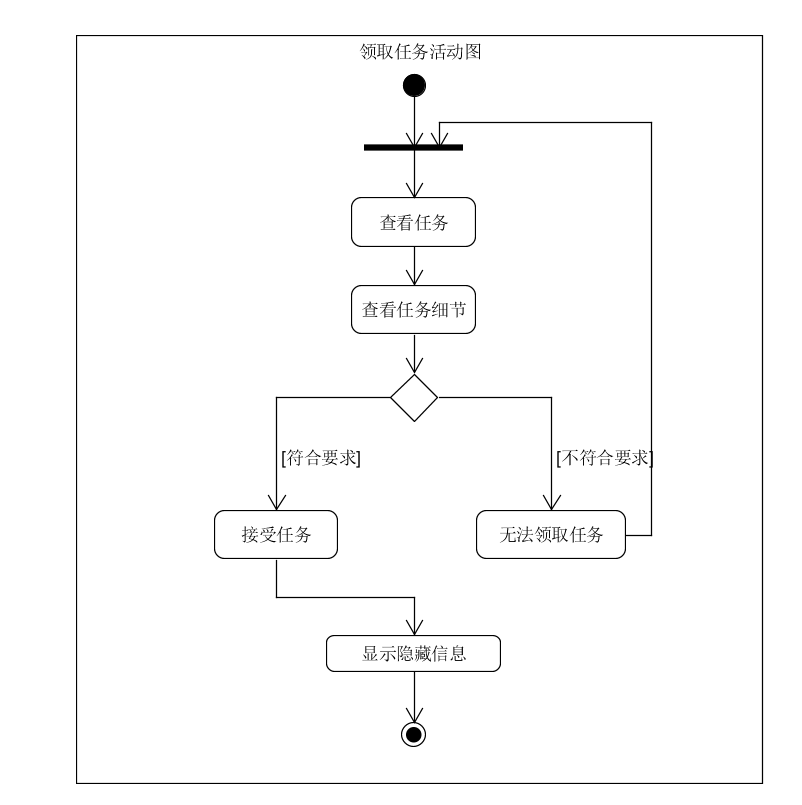 领取任务活动图
查看任务
查看任务细节
[符合要求]
[不符合要求]
接受任务
无法领取任务
显示隐藏信息